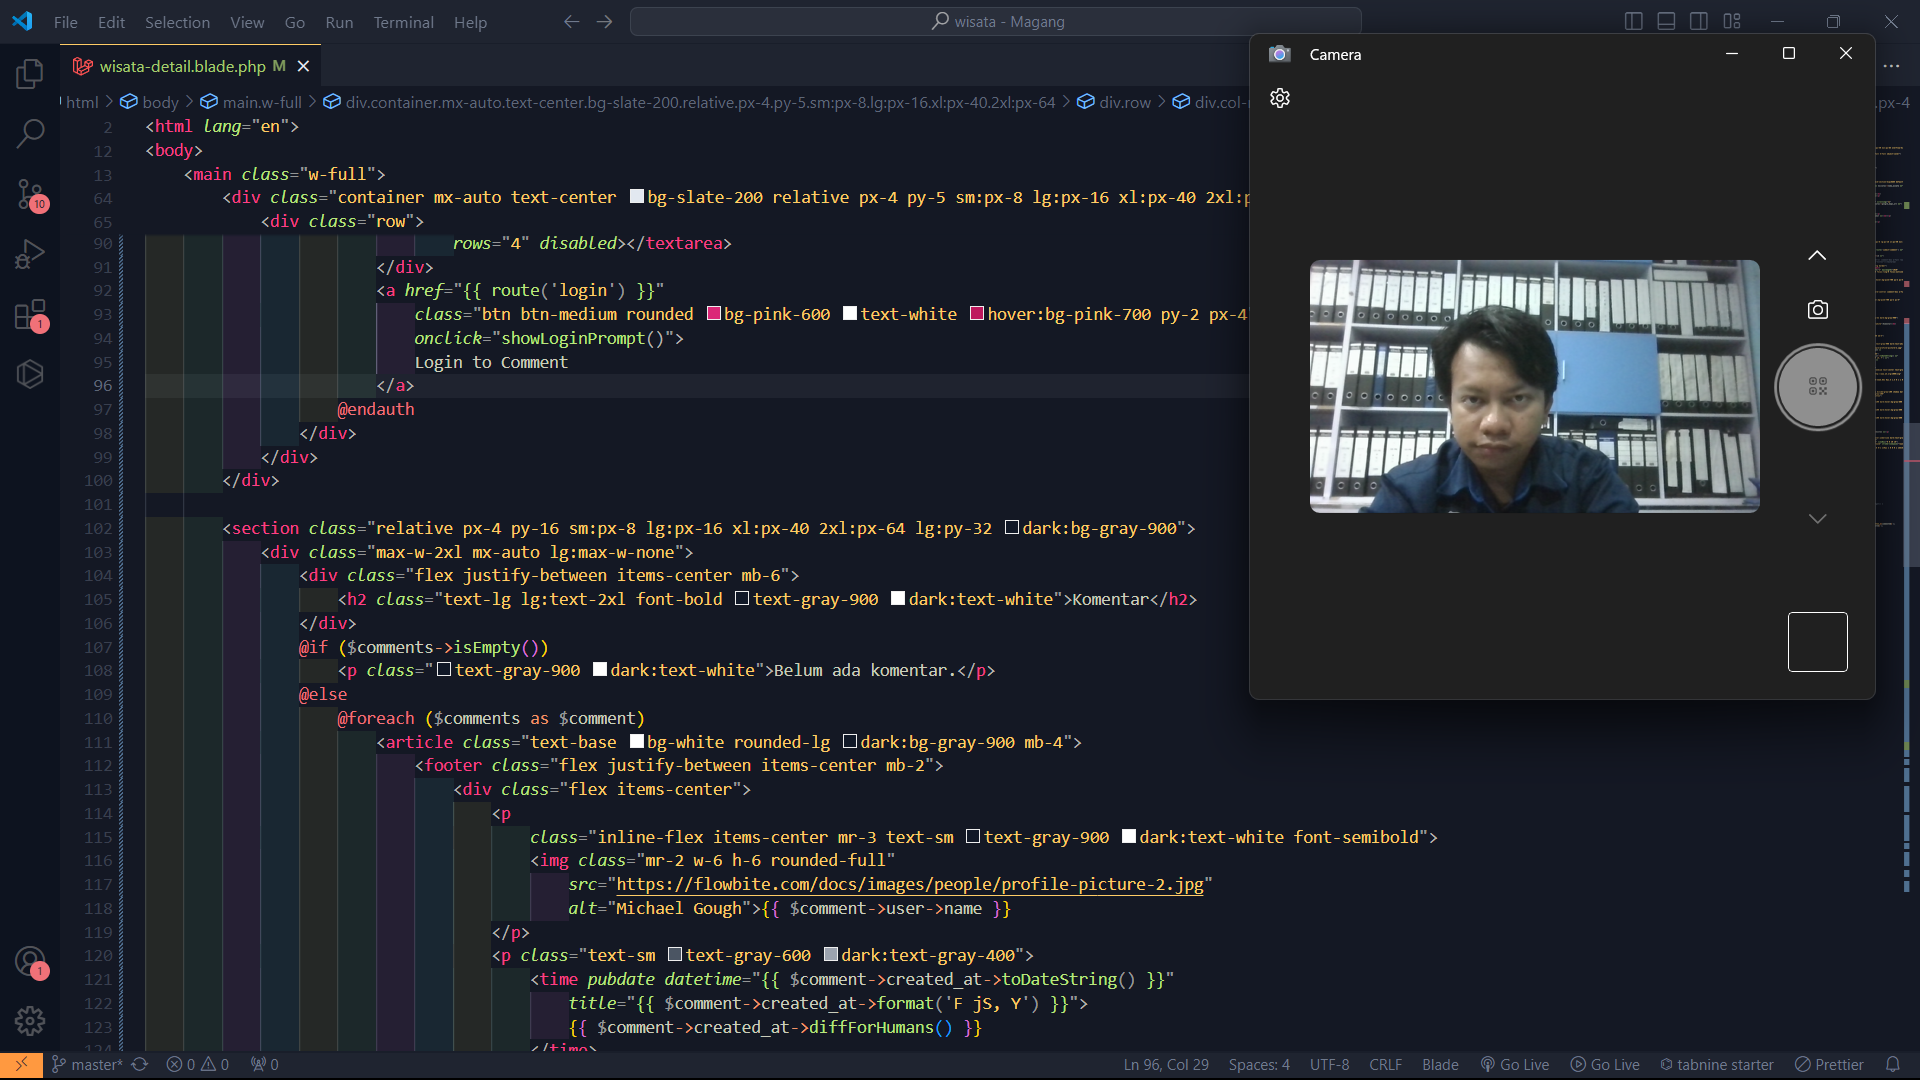 File Edit Selection View Go Run Terminal Help
wisata - Magang
wisata-detail.blade.php M
html > body > main.w-full > div.container.mx-auto.text-center.bg-slate-200.relative.px-4.py-5.sm:px-8.lg:px-16.xl:px-40.2xl:px-64 > div.row >
.px-4
2 <html lang="en">
12 <body>
13 <main class="w-full">
64 <div class="container mx-auto text-center bg-slate-200 relative px-4 py-5 sm:px-8 lg:px-16 xl:px-40
65 <div class="row">
90 rows="4" disabled></textarea>
91 </div>
92 <a href="{{ route('login') }}"
93 class="btn btn-medium rounded bg-pink-600 text-white hover:bg-pink-700 py-2 px-4
94 onclick="showLoginPrompt()">
95 Login to Comment
96 </a>
97 @endauth
98 </div>
99 </div>
100 </div>
101
102 <section class="relative px-4 py-16 sm:px-8 lg:px-16 xl:px-40 2xl:px-64 lg:py-32 dark:bg-gray-900">
103 <div class="max-w-2xl mx-auto lg:max-w-none">
104 <div class="flex justify-between items-center mb-6">
105 <h2 class="text-lg lg:text-2xl font-bold text-gray-900 dark:text-white">Komentar</h2>
106 </div>
107 @if ($comments->isEmpty())
108 <p class="text-gray-900 dark:text-white">Belum ada komentar.</p>
109 @else
110 @foreach ($comments as $comment)
111 <article class="text-base bg-white rounded-lg dark:bg-gray-900 mb-4">
112 <footer class="flex justify-between items-center mb-2">
113 <div class="flex items-center">
114 <p
115 class="inline-flex items-center mr-3 text-sm text-gray-900 dark:text-white font-semibold">
116 <img class="mr-2 w-6 h-6 rounded-full"
117 src="https://flowbite.com/docs/images/people/profile-picture-2.jpg"
118 alt="Michael Gough">{{ $comment->user->name }}
119 </p>
120 <p class="text-sm text-gray-600 dark:text-gray-400">
121 <time pubdate datetime="{{ $comment->created_at->toDateString() }}"
122 title="{{ $comment->created_at->format('F jS, Y') }}">
123 {{ $comment->created_at->diffForHumans() }}
124 </time>
Camera
10
1
1
master* 0 0 0
Ln 96, Col 29 Spaces: 4 UTF-8 CRLF Blade Go Live Go Live tabnine starter Prettier